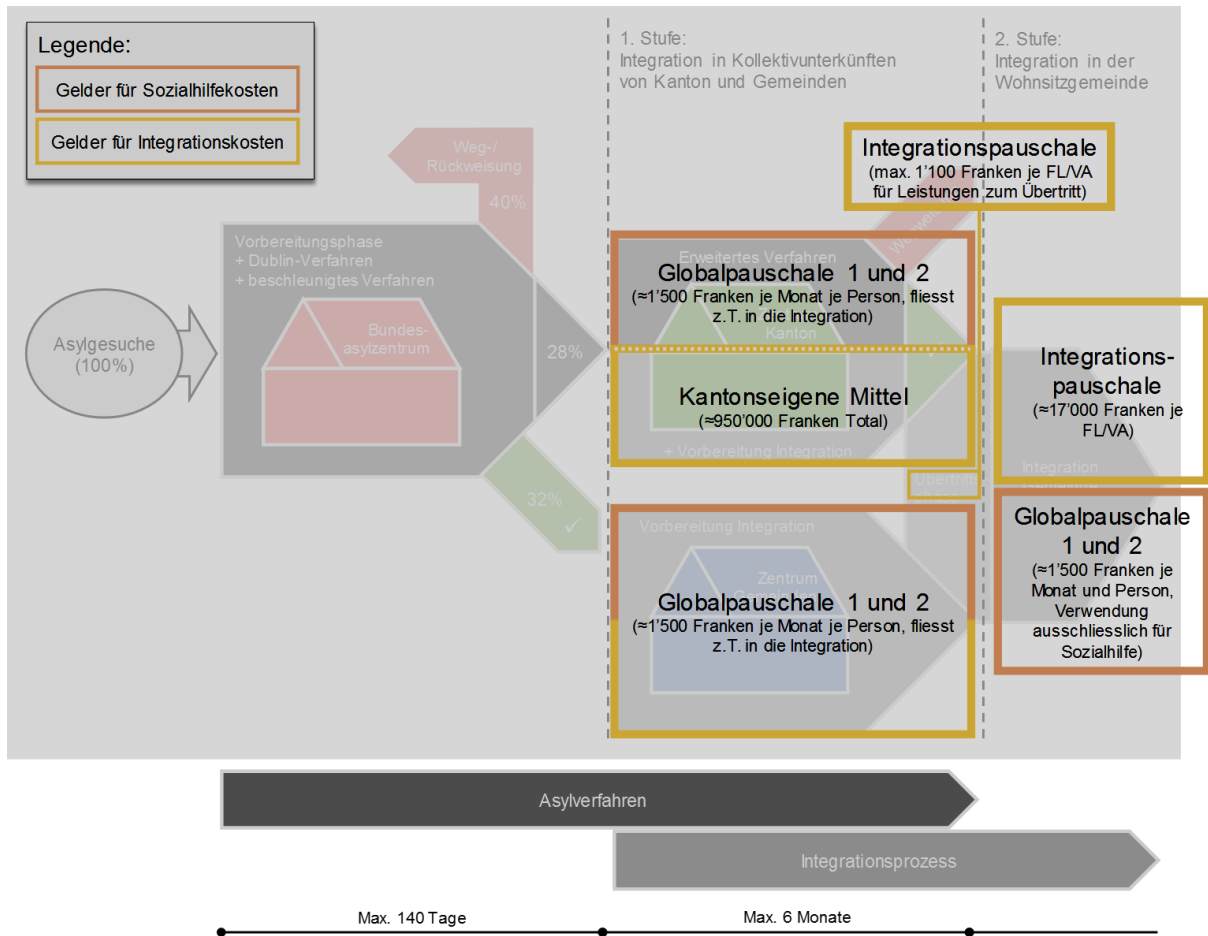 Legende:
Gelder für Sozialhilfekosten
Gelder für Integrationskosten
1. Stufe:
Integration in Kollektivunterkünften
von Kanton und Gemeinden
2. Stufe:
Integration in der
Wohnsitzgemeinde
Weg-/
Rückweisung
40%
Integrationspauschale
(max. 1'100 Franken je FL/VA
für Leistungen zum Übertritt)
Vorbereitungsphase
+ Dublin-Verfahren
+ beschleunigtes Verfahren
Bundes-
asylzentrum
Asylgesuche
(100%)
28%
32%
✓
Erweitertes Verfahren
Globalpauschale 1 und 2
(≈1'500 Franken je Monat je Person, fliesst
z.T. in die Integration)
Kanton
Kantonseigene Mittel
(≈950'000 Franken Total)
+ Vorbereitung Integration
Integrations-
pauschale
(≈17'000 Franken je
FL/VA)
Integration
Vorbereitung Integration
Zentrum
Globalpauschale 1 und 2
(≈1'500 Franken je Monat je Person, fliesst
z.T. in die Integration)
Globalpauschale
1 und 2
(≈1'500 Franken je
Monat und Person,
Verwendung
ausschliesslich für
Sozialhilfe)
Asylverfahren
Integrationsprozess
Max. 140 Tage
Max. 6 Monate